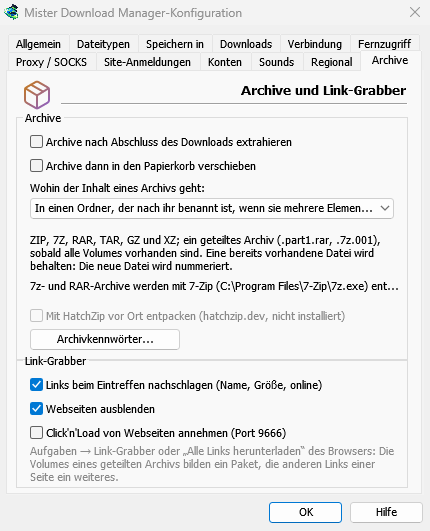 Mister Download Manager-Konfiguration
Allgemein Dateitypen Speichern in Downloads Verbindung Fernzugriff
Proxy / SOCKS Site-Anmeldungen Konten Sounds Regional Archive
Archive und Link-Grabber
Archive
Archive nach Abschluss des Downloads extrahieren
Archive dann in den Papierkorb verschieben
Wohin der Inhalt eines Archivs geht:
In einen Ordner, der nach ihr benannt ist, wenn sie mehrere Elemen...
ZIP, 7Z, RAR, TAR, GZ und XZ; ein geteiltes Archiv (.part1.rar, .7z.001),
sobald alle Volumes vorhanden sind. Eine bereits vorhandene Datei wird
behalten: Die neue Datei wird nummeriert.
7z- und RAR-Archive werden mit 7-Zip (C:\Program Files\7-Zip\7z.exe) ent...
Mit HatchZip vor Ort entpacken (hatchzip.dev, nicht installiert)
Archivkennwörter...
Link-Grabber
Links beim Eintreffen nachschlagen (Name, Größe, online)
Webseiten ausblenden
Click'n'Load von Webseiten annehmen (Port 9666)
Aufgaben → Link-Grabber oder „Alle Links herunterladen" des Browsers: Die
Volumes eines geteilten Archivs bilden ein Paket, die anderen Links einer
Seite ein weiteres.
OK Hilfe